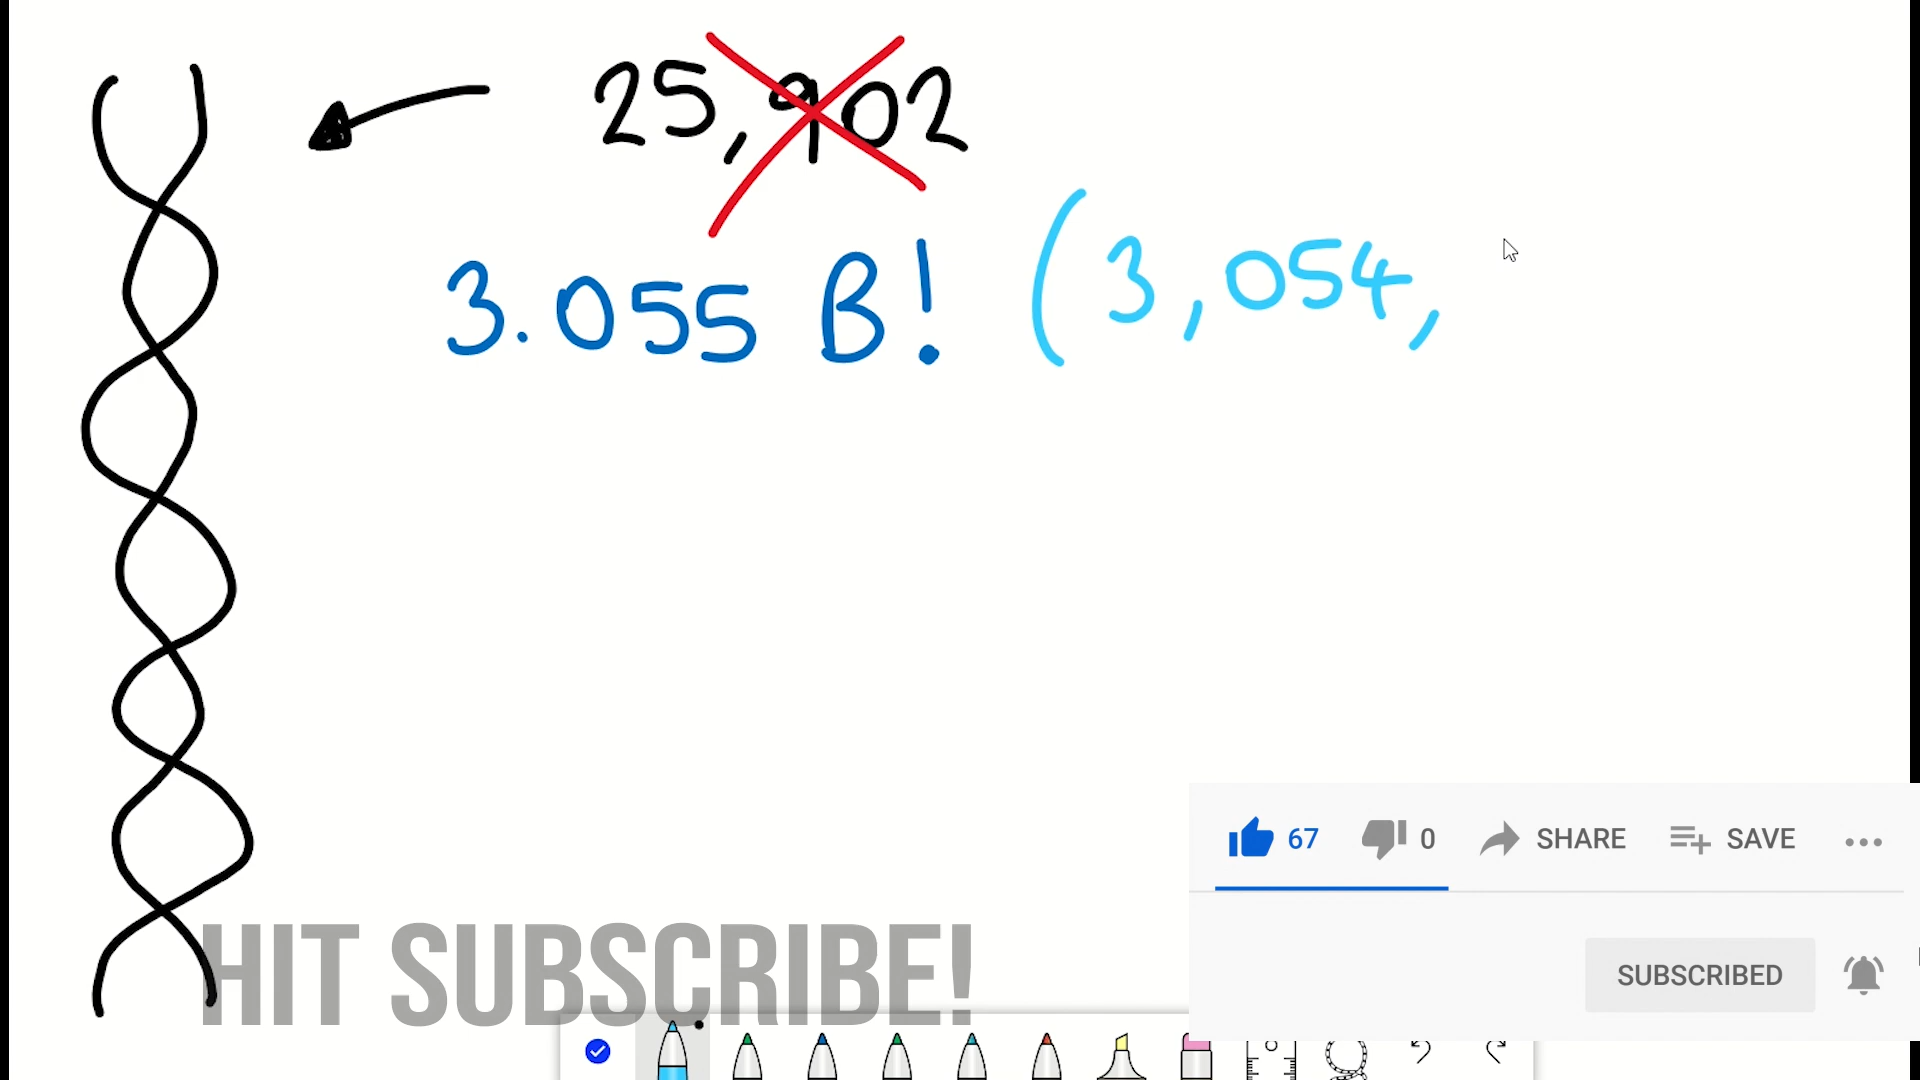 25,902
3.055 B! (3,054,
67 0 SHARE SAVE
SUBSCRIBED
HIT SUBSCRIBE!